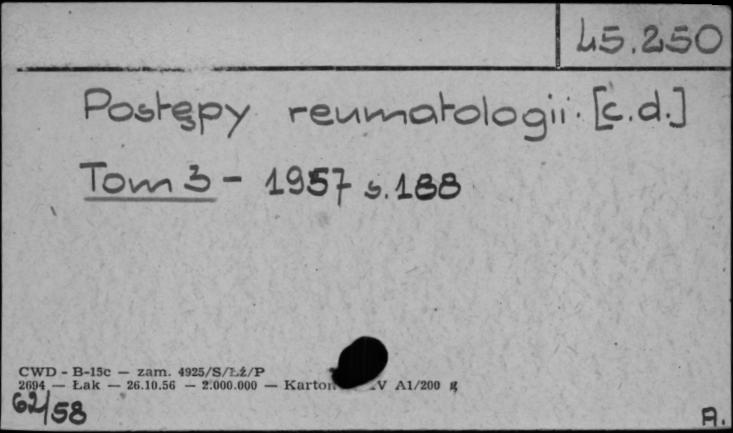 45.250
Postępy reumatologii. [c.d.]
Tom 3 - 1957 s. 188
CWD - B-15c — zam. 4925/S/Łż/P
2694 — Łak — 26.10.56 — 2.000.000 — Karton V A1/200 g
62/58
A.